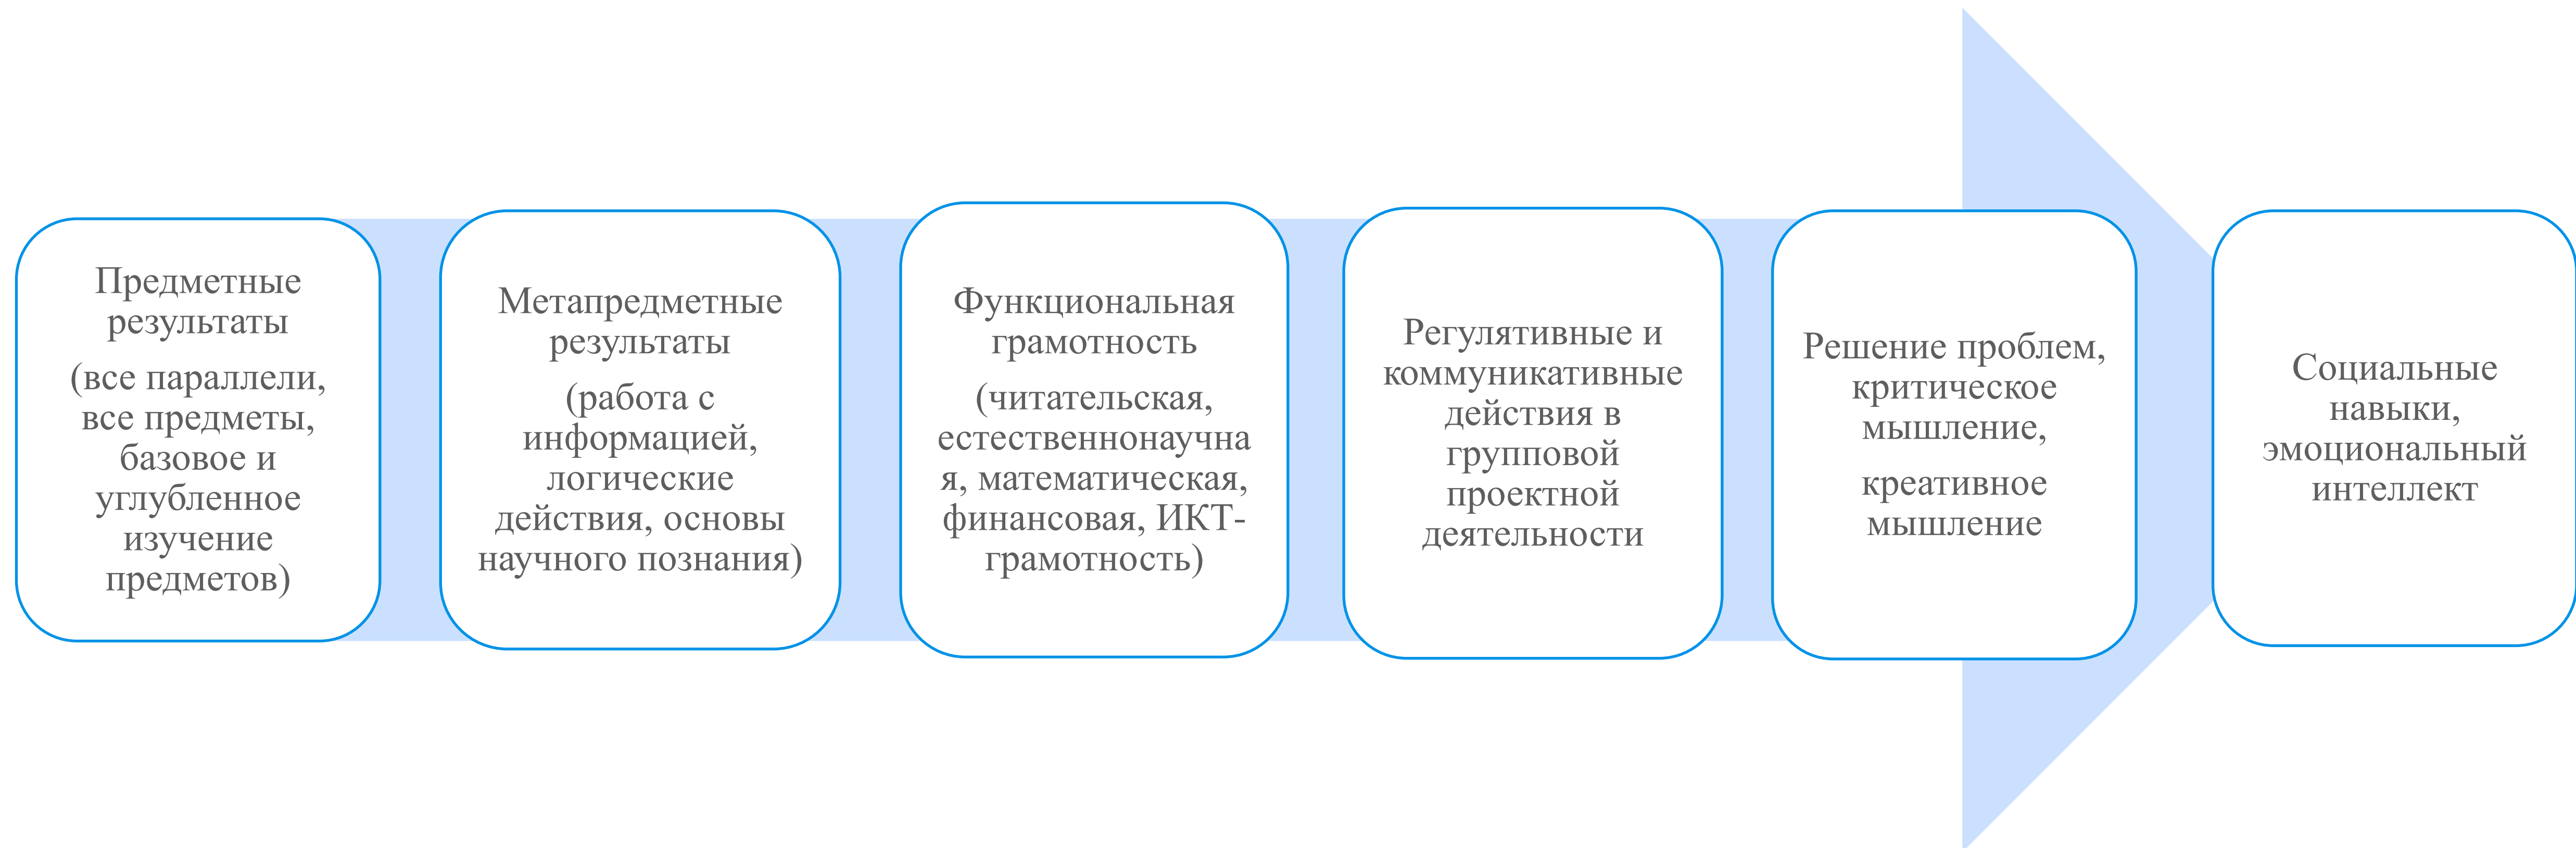 Предметные
результаты
(все параллели,
все предметы,
базовое и
углубленное
изучение
предметов)
Метапредметные
результаты
(работа с
информацией,
логические
действия, основы
научного познания)
Функциональная
грамотность
(читательская,
естественнонаучна
я, математическая,
финансовая, ИКТ-
грамотность)
Регулятивные и
коммуникативные
действия в
групповой
проектной
деятельности
Решение проблем,
критическое
мышление,
креативное
мышление
Социальные
навыки,
эмоциональный
интеллект